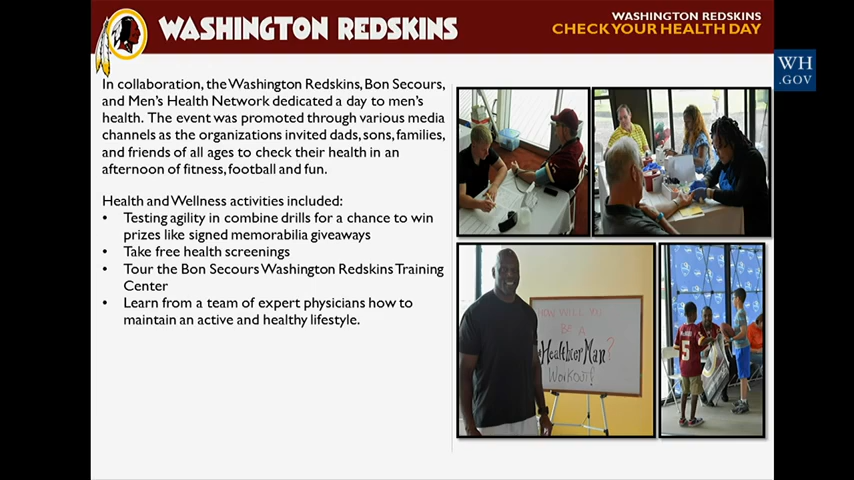 WASHINGTON REDSKINS
WASHINGTON REDSKINS
CHECK YOUR HEALTH DAY
WH
.GOV
In collaboration, the Washington Redskins, Bon Secours,
and Men's Health Network dedicated a day to men's
health. The event was promoted through various media
channels as the organizations invited dads, sons, families,
and friends of all ages to check their health in an
afternoon of fitness, football and fun.
Health and Wellness activities included:
• Testing agility in combine drills for a chance to win
prizes like signed memorabilia giveaways
• Take free health screenings
• Tour the Bon Secours Washington Redskins Training
Center
• Learn from a team of expert physicians how to
maintain an active and healthy lifestyle.
HOW WILL YOU
BE A
Healthier Man?
WORKOUT!
5